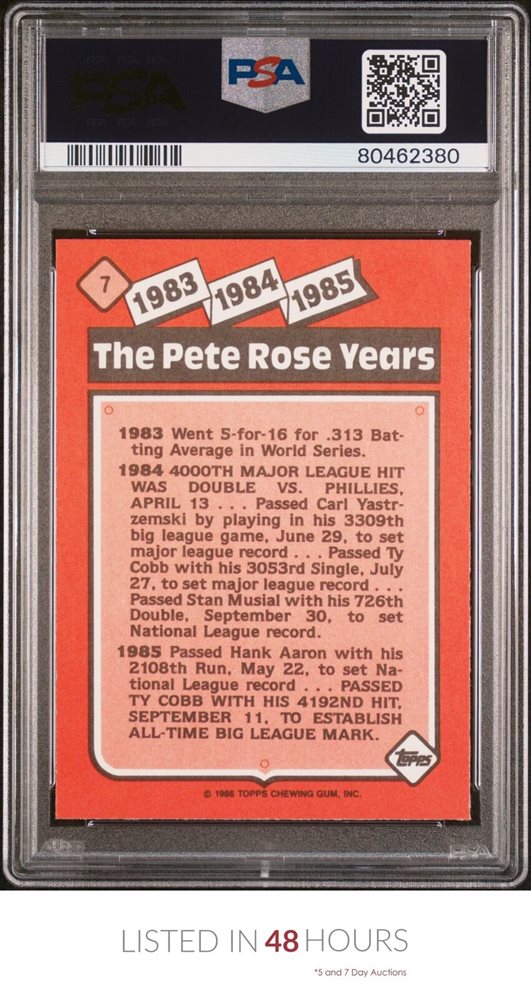 PSA
PSA
80462380
7
1983 1984 1985
The Pete Rose Years
1983 Went 5-for-16 for .313 Bat-
ting Average in World Series.
1984 4000TH MAJOR LEAGUE HIT
WAS DOUBLE VS. PHILLIES,
APRIL 13 . . . Passed Carl Yastr-
zemski by playing in his 3309th
big league game, June 29, to set
major league record . . . Passed Ty
Cobb with his 3053rd Single, July
27, to set major league record . . .
Passed Stan Musial with his 726th
Double, September 30, to set
National League record.
1985 Passed Hank Aaron with his
2108th Run, May 22, to set Na-
tional League record . . . PASSED
TY COBB WITH HIS 4192ND HIT,
SEPTEMBER 11, TO ESTABLISH
ALL-TIME BIG LEAGUE MARK.
Topps
© 1986 TOPPS CHEWING GUM, INC.
PSA
LISTED IN 48 HOURS
*5 and 7 Day Auctions